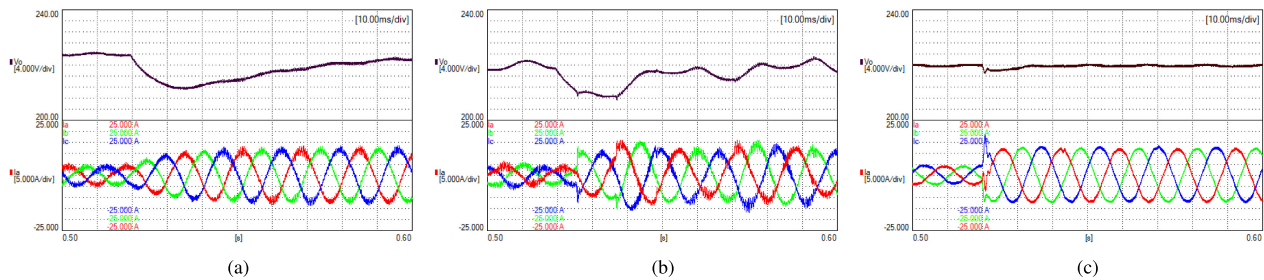 240.00
[10.00ms/div]
Vo
[4.000V/div]
200.00
25.000
Ia 25.000 A
Ib 25.000 A
Ic 25.000 A
Ia
[5.000A/div]
-25.000 A
-25.000 A
-25.000 A
-25.000
0.50
[s]
0.60
(a)
240.00
[10.00ms/div]
Vo
[4.000V/div]
200.00
25.000
Ia 25.000 A
Ib 25.000 A
Ic 25.000 A
Ia
[5.000A/div]
-25.000 A
-25.000 A
-25.000 A
-25.000
0.50
[s]
0.60
(b)
240.00
[10.00ms/div]
Vo
[4.000V/div]
200.00
25.000
Ia 25.000 A
Ib 25.000 A
Ic 25.000 A
Ia
[5.000A/div]
-25.000 A
-25.000 A
-25.000 A
-25.000
0.50
[s]
0.60
(c)